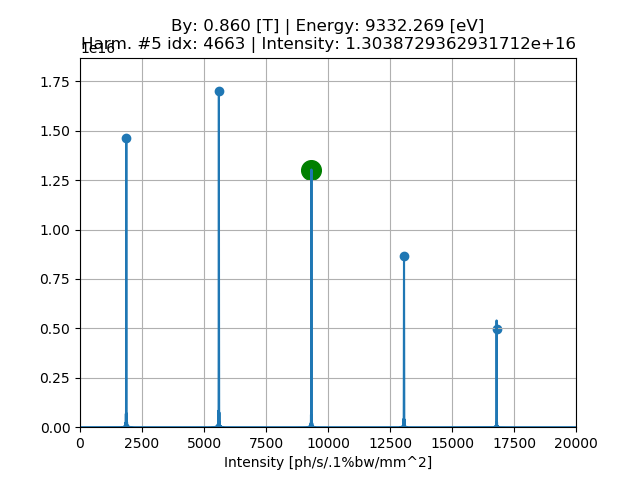 By: 0.860 [T] | Energy: 9332.269 [eV]
Harm. #5 idx: 4663 | Intensity: 1.3038729362931712e+16
1e16
1.75
1.50
1.25
1.00
0.75
0.50
0.25
0.00
0 2500 5000 7500 10000 12500 15000 17500 20000
Intensity [ph/s/.1%bw/mm^2]